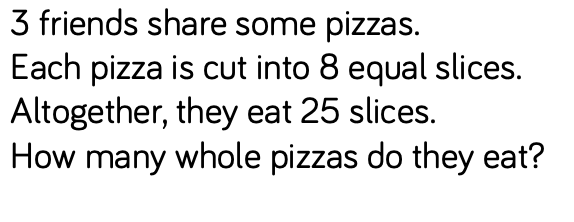 3 friends share some pizzas.
Each pizza is cut into 8 equal slices.
Altogether, they eat 25 slices.
How many whole pizzas do they eat?